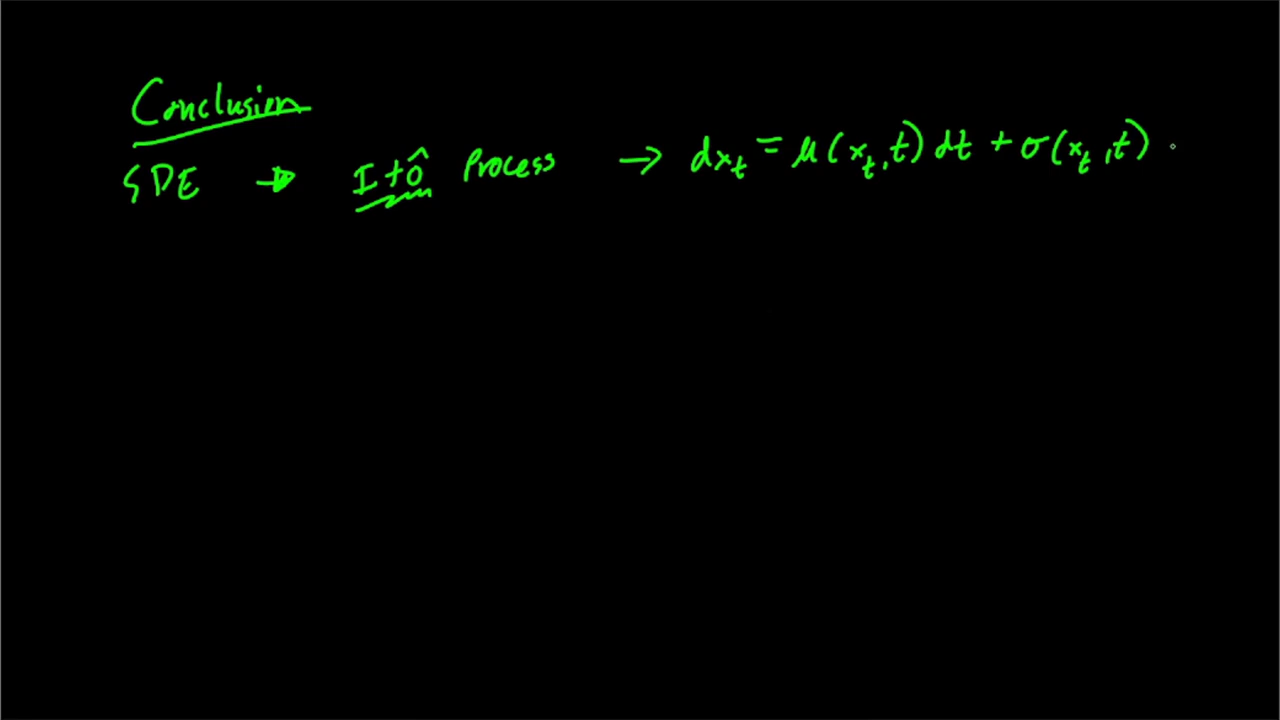 Conclusion
SDE → Itô Process → dx_t = μ(x_t,t)dt + σ(x_t,t)